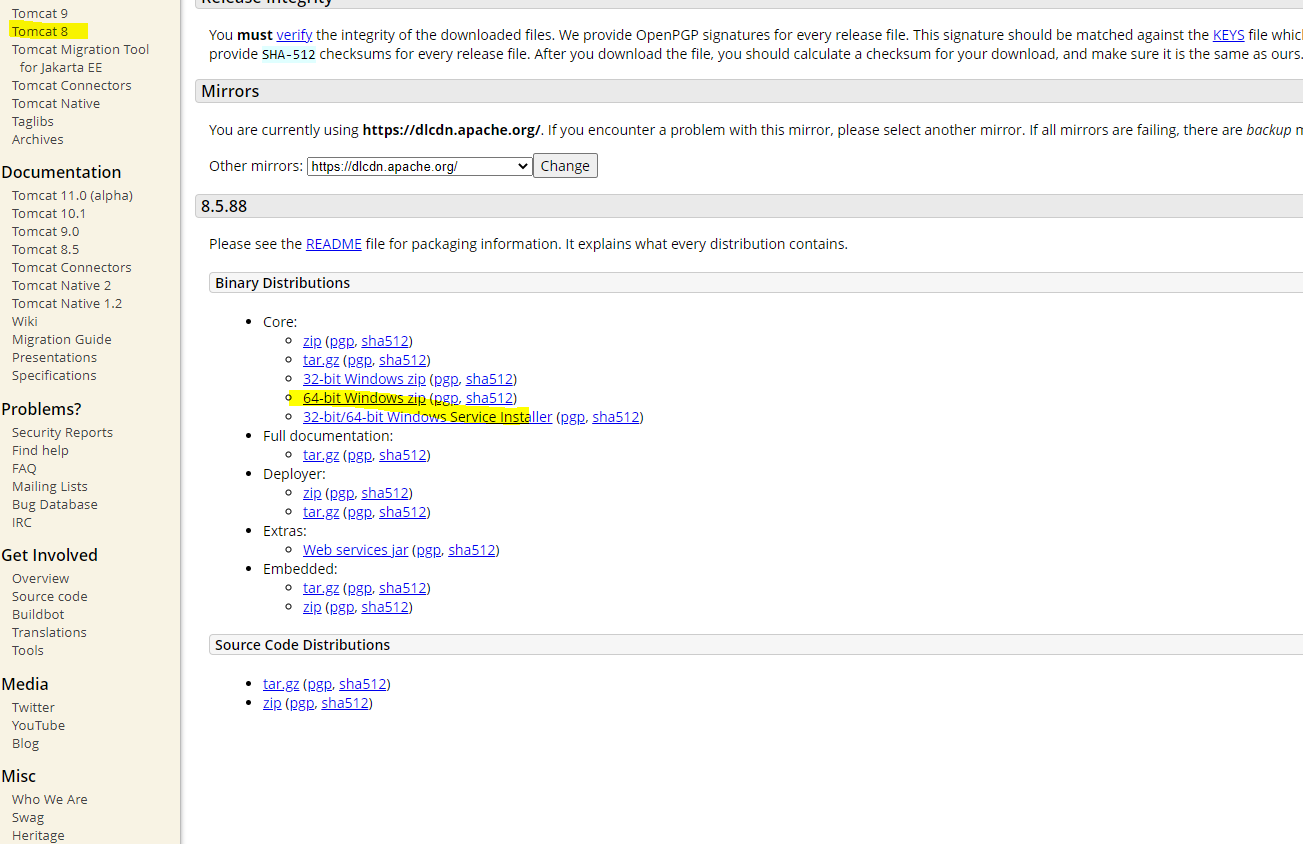 Tomcat 9
Tomcat 8
Tomcat Migration Tool
for Jakarta EE
Tomcat Connectors
Tomcat Native
Taglibs
Archives
Documentation
Tomcat 11.0 (alpha)
Tomcat 10.1
Tomcat 9.0
Tomcat 8.5
Tomcat Connectors
Tomcat Native 2
Tomcat Native 1.2
Wiki
Migration Guide
Presentations
Specifications
Problems?
Security Reports
Find help
FAQ
Mailing Lists
Bug Database
IRC
Get Involved
Overview
Source code
Buildbot
Translations
Tools
Media
Twitter
YouTube
Blog
Misc
Who We Are
Swag
Heritage
Release Integrity
You must verify the integrity of the downloaded files. We provide OpenPGP signatures for every release file. This signature should be matched against the KEYS file which
provide SHA-512 checksums for every release file. After you download the file, you should calculate a checksum for your download, and make sure it is the same as ours.
Mirrors
You are currently using https://dlcdn.apache.org/. If you encounter a problem with this mirror, please select another mirror. If all mirrors are failing, there are backup
Other mirrors: https://dlcdn.apache.org/ Change
8.5.88
Please see the README file for packaging information. It explains what every distribution contains.
Binary Distributions
Core:
zip (pgp, sha512)
tar.gz (pgp, sha512)
32-bit Windows zip (pgp, sha512)
64-bit Windows zip (pgp, sha512)
32-bit/64-bit Windows Service Installer (pgp, sha512)
Full documentation:
tar.gz (pgp, sha512)
Deployer:
zip (pgp, sha512)
tar.gz (pgp, sha512)
Extras:
Web services jar (pgp, sha512)
Embedded:
tar.gz (pgp, sha512)
zip (pgp, sha512)
Source Code Distributions
tar.gz (pgp, sha512)
zip (pgp, sha512)